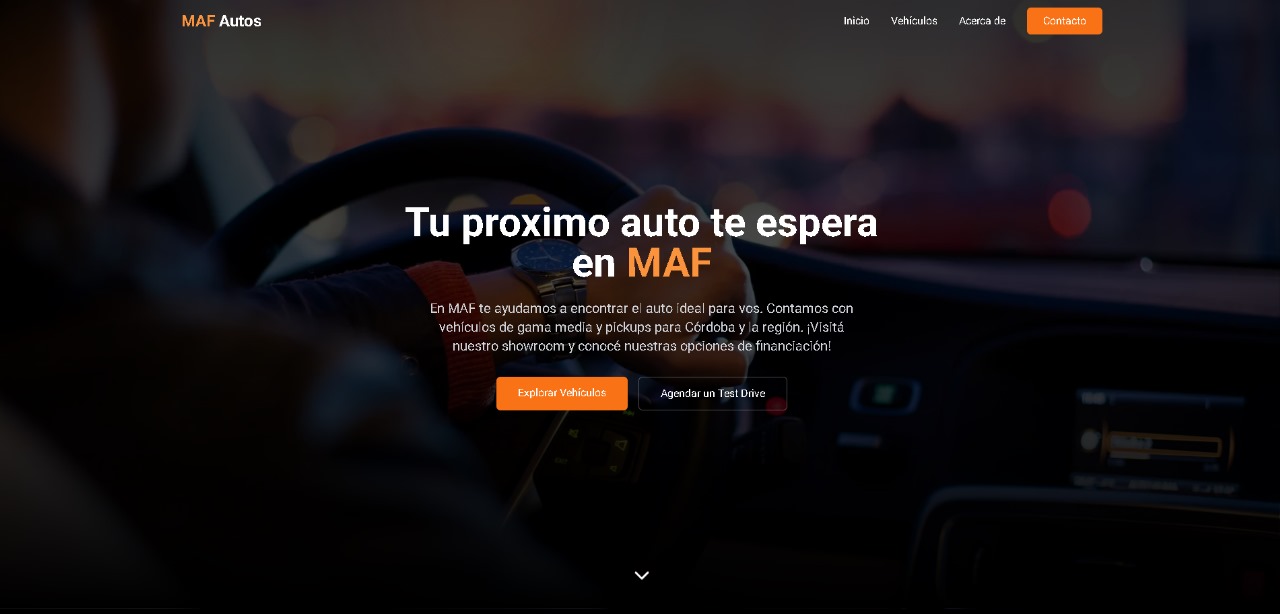 MAF Autos
Inicio
Vehículos
Acerca de
Contacto
Tu proximo auto te espera
en MAF
En MAF te ayudamos a encontrar el auto ideal para vos. Contamos con
vehículos de gama media y pickups para Córdoba y la región. ¡Visitá
nuestro showroom y conocé nuestras opciones de financiación!
Explorar Vehículos
Agendar un Test Drive